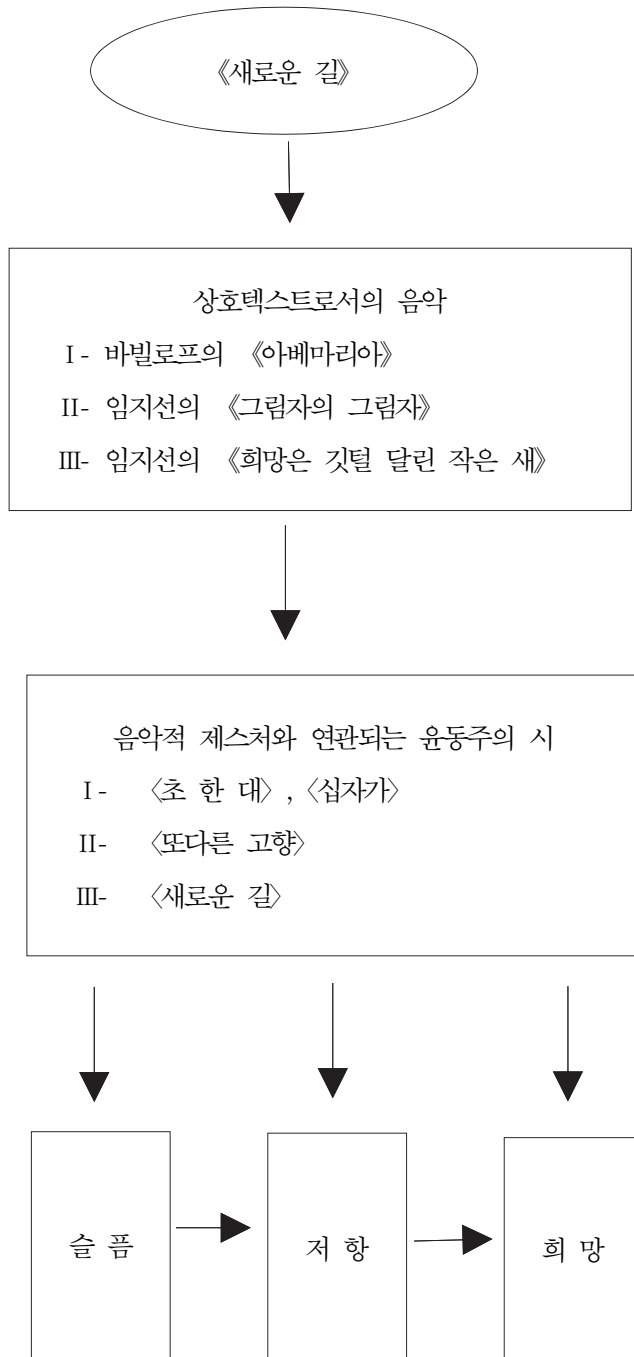 《새로운 길》
상호텍스트로서의 음악
I - 바빌로프의 《아베마리아》
II- 임지선의 《그림자의 그림자》
III- 임지선의 《희망은 깃털 달린 작은 새》
음악적 제스처와 연관되는 윤동주의 시
I - 〈초 한 대〉, 〈십자가〉
II- 〈또다른 고향〉
III- 〈새로운 길〉
슬 픔
저 항
희 망